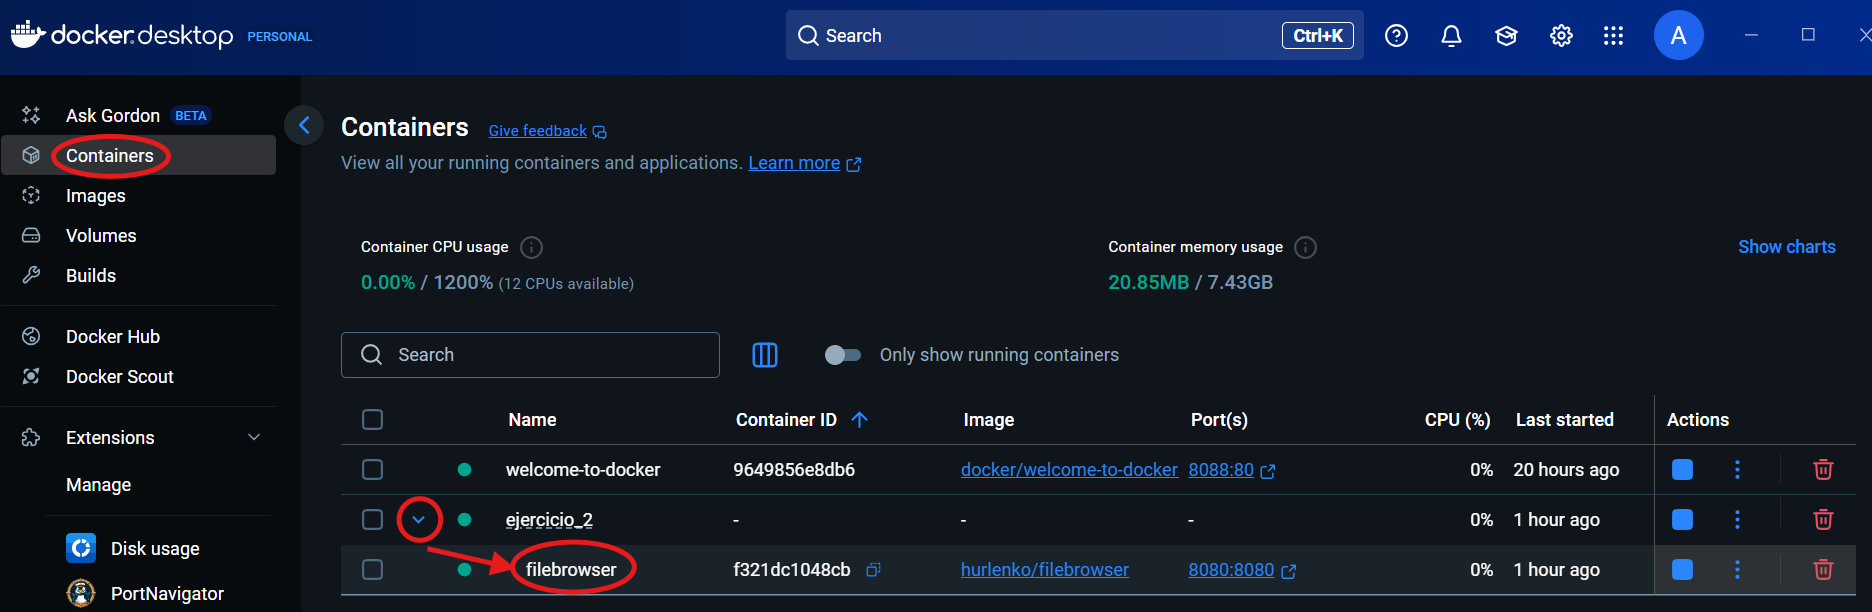 docker.desktop PERSONAL
Search Ctrl+K
A
Ask Gordon BETA
Containers
Images
Volumes
Builds
Docker Hub
Docker Scout
Extensions
Manage
Disk usage
PortNavigator
Containers Give feedback
View all your running containers and applications. Learn more
Container CPU usage
0.00% / 1200% (12 CPUs available)
Container memory usage
20.85MB / 7.43GB
Show charts
Search
Only show running containers
Name Container ID Image Port(s) CPU (%) Last started Actions
welcome-to-docker 9649856e8db6 docker/welcome-to-docker 8088:80 0% 20 hours ago
ejercicio_2 - - - 0% 1 hour ago
filebrowser f321dc1048cb hurlenko/filebrowser 8080:8080 0% 1 hour ago